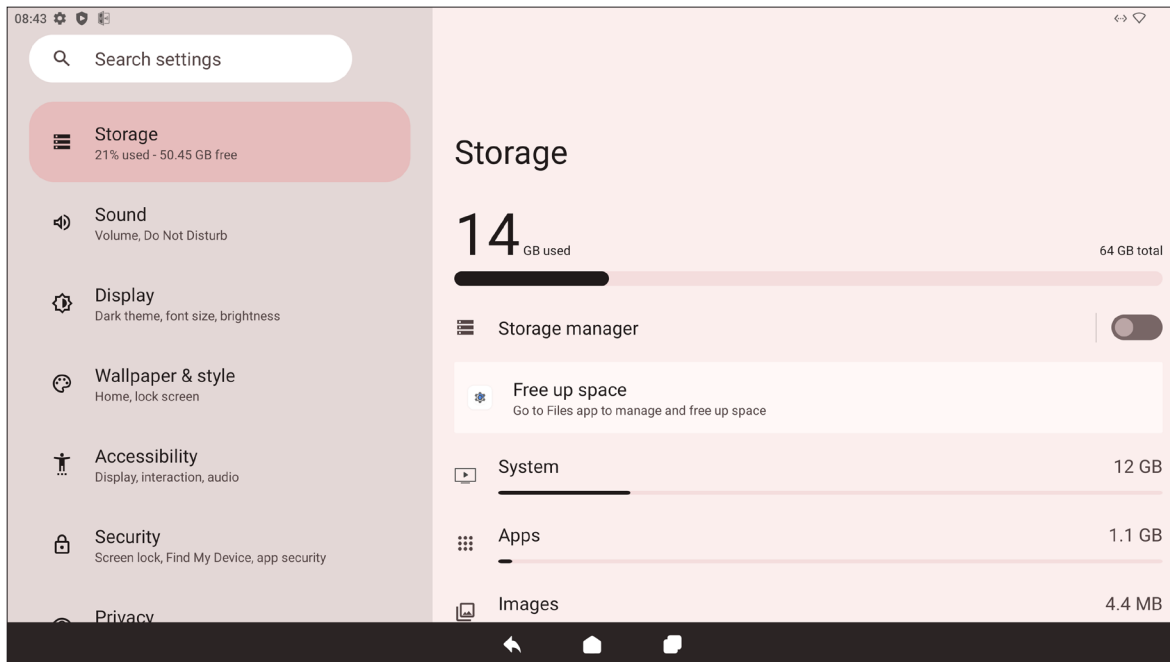 08:43
Search settings
Storage
21% used - 50.45 GB free
Sound
Volume, Do Not Disturb
Display
Dark theme, font size, brightness
Wallpaper & style
Home, lock screen
Accessibility
Display, interaction, audio
Security
Screen lock, Find My Device, app security
Privacy
Storage
14 GB used
64 GB total
Storage manager
Free up space
Go to Files app to manage and free up space
System
12 GB
Apps
1.1 GB
Images
4.4 MB